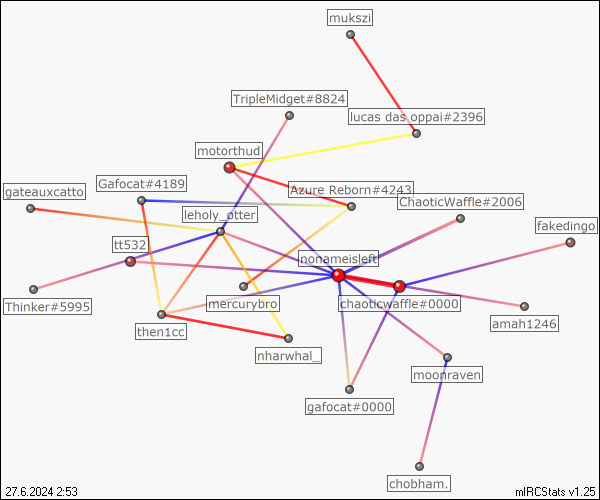 mukszi
TripleMidget#8824
lucas das oppai#2396
motorthud
Gafocat#4189
Azure Reborn#4243
gateauxcatto
ChaoticWaffle#2006
leholy_otter
fakedingo
tt532
nonameisleft
Thinker#5995
mercurybro
chaoticwaffle#0000
amah1246
then1cc
nharwhal_
moonraven
gafocat#0000
chobham.
27.6.2024 2:53
mIRCStats v1.25